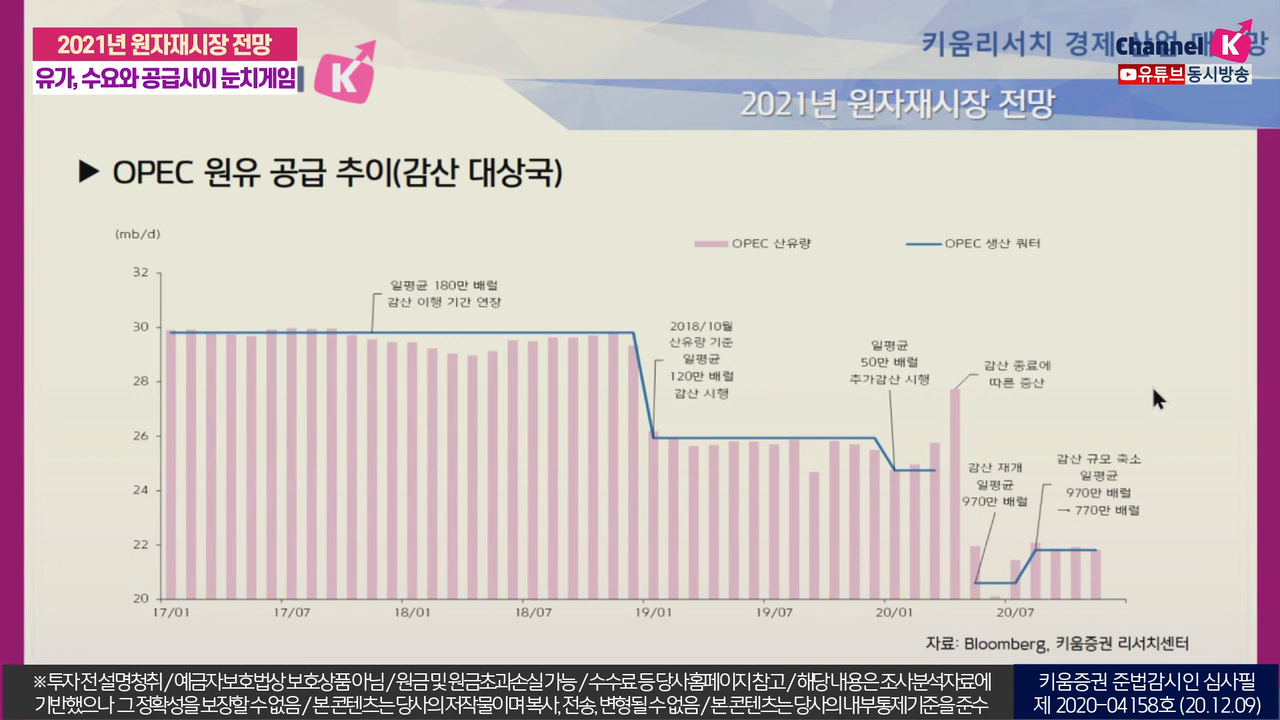 2021년 원자재시장 전망
유가, 수요와 공급사이 눈치게임
K
키움리서치 경제 산업 대 망
Channel K
유튜브동시방송
2021년 원자재시장 전망
▶ OPEC 원유 공급 추이(감산 대상국)
(mb/d)
OPEC 산유량
OPEC 생산 쿼터
32
30
28
26
24
22
20
17/01
17/07
18/01
18/07
19/01
19/07
20/01
20/07
일평균 180만 배럴
감산 이행 기간 연장
2018/10월
산유량 기준
일평균
120만 배럴
감산 시행
일평균
50만 배럴
추가감산 시행
감산 종료에
따른 증산
감산 재개
일평균
970만 배럴
감산 규모 축소
일평균
970만 배럴
→ 770만 배럴
자료: Bloomberg, 키움증권 리서치센터
※ 투자 전 설명청취 / 예금자보호법상 보호상품 아님 / 원금 및 원금초과손실 가능 / 수수료 등 당사홈페이지 참고 / 해당 내용은 조사분석자료에
기반했으나 그 정확성을 보장할 수 없음 / 본 콘텐츠는 당사의 저작물이며 복사, 전송, 변형될 수 없음 / 본 콘텐츠는 당사의 내부통제기준을 준수
키움증권 준법감시인 심사필
제 2020-04158호 (20.12.09)